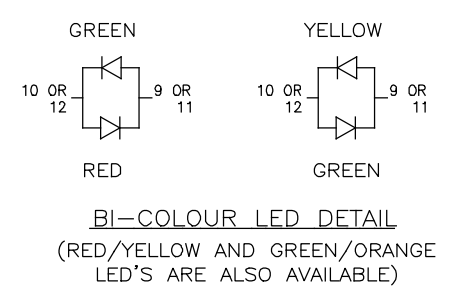 GREEN YELLOW
10 OR 9 OR 10 OR 9 OR
12 11 12 11
RED GREEN
BI-COLOUR LED DETAIL
(RED/YELLOW AND GREEN/ORANGE
LED'S ARE ALSO AVAILABLE)